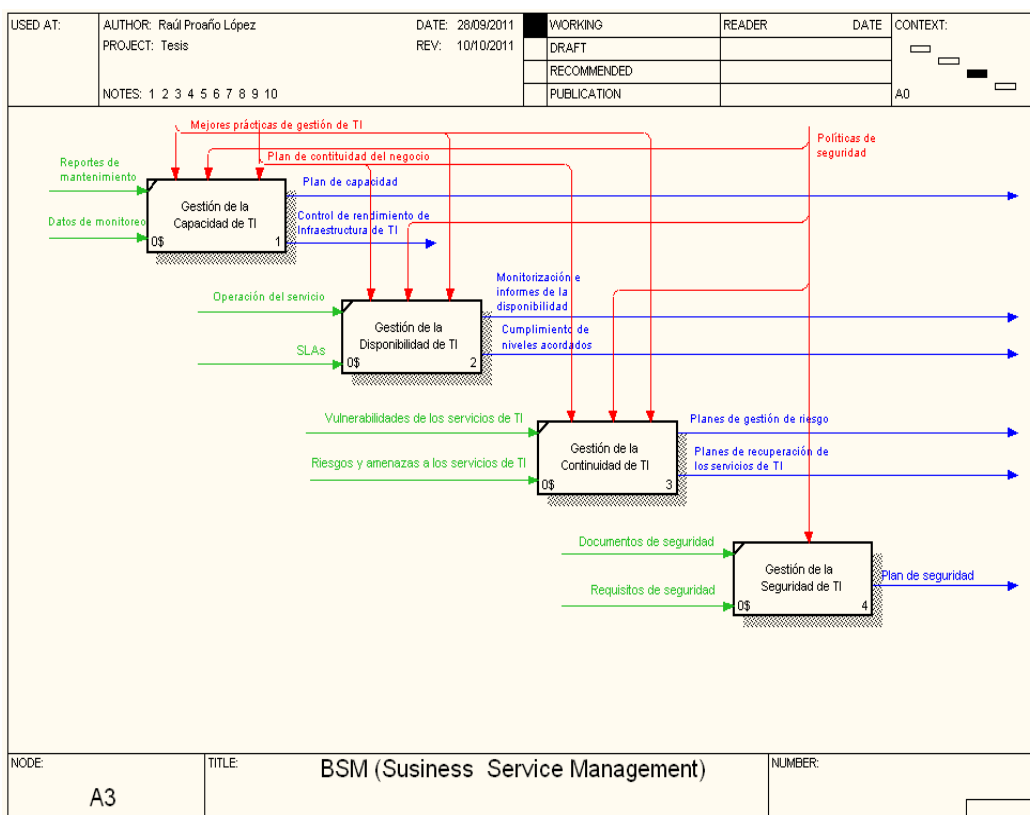 USED AT:
AUTHOR: Raúl Proaño López
DATE: 28/09/2011
WORKING
READER
DATE
CONTEXT:
PROJECT: Tesis
REV: 10/10/2011
DRAFT
RECOMMENDED
NOTES: 1 2 3 4 5 6 7 8 9 10
PUBLICATION
A0
Mejores prácticas de gestión de TI
Políticas de
seguridad
Plan de contituidad del negocio
Reportes de
mantenimiento
Datos de monitoreo
Gestión de la
Capacidad de TI
0$
1
Plan de capacidad
Control de rendimiento de
Infraestructura de TI
Operación del servicio
SLAs
Gestión de la
Disponibilidad de TI
0$
2
Monitorización e
informes de la
disponibilidad
Cumplimiento de
niveles acordados
Vulnerabilidades de los servicios de TI
Riesgos y amenazas a los servicios de TI
Gestión de la
Continuidad de TI
0$
3
Planes de gestión de riesgo
Planes de recuperación de
los servicios de TI
Documentos de seguridad
Requisitos de seguridad
Gestión de la
Seguridad de TI
0$
4
Plan de seguridad
NODE:
A3
TITLE:
BSM (Susiness Service Management)
NUMBER: